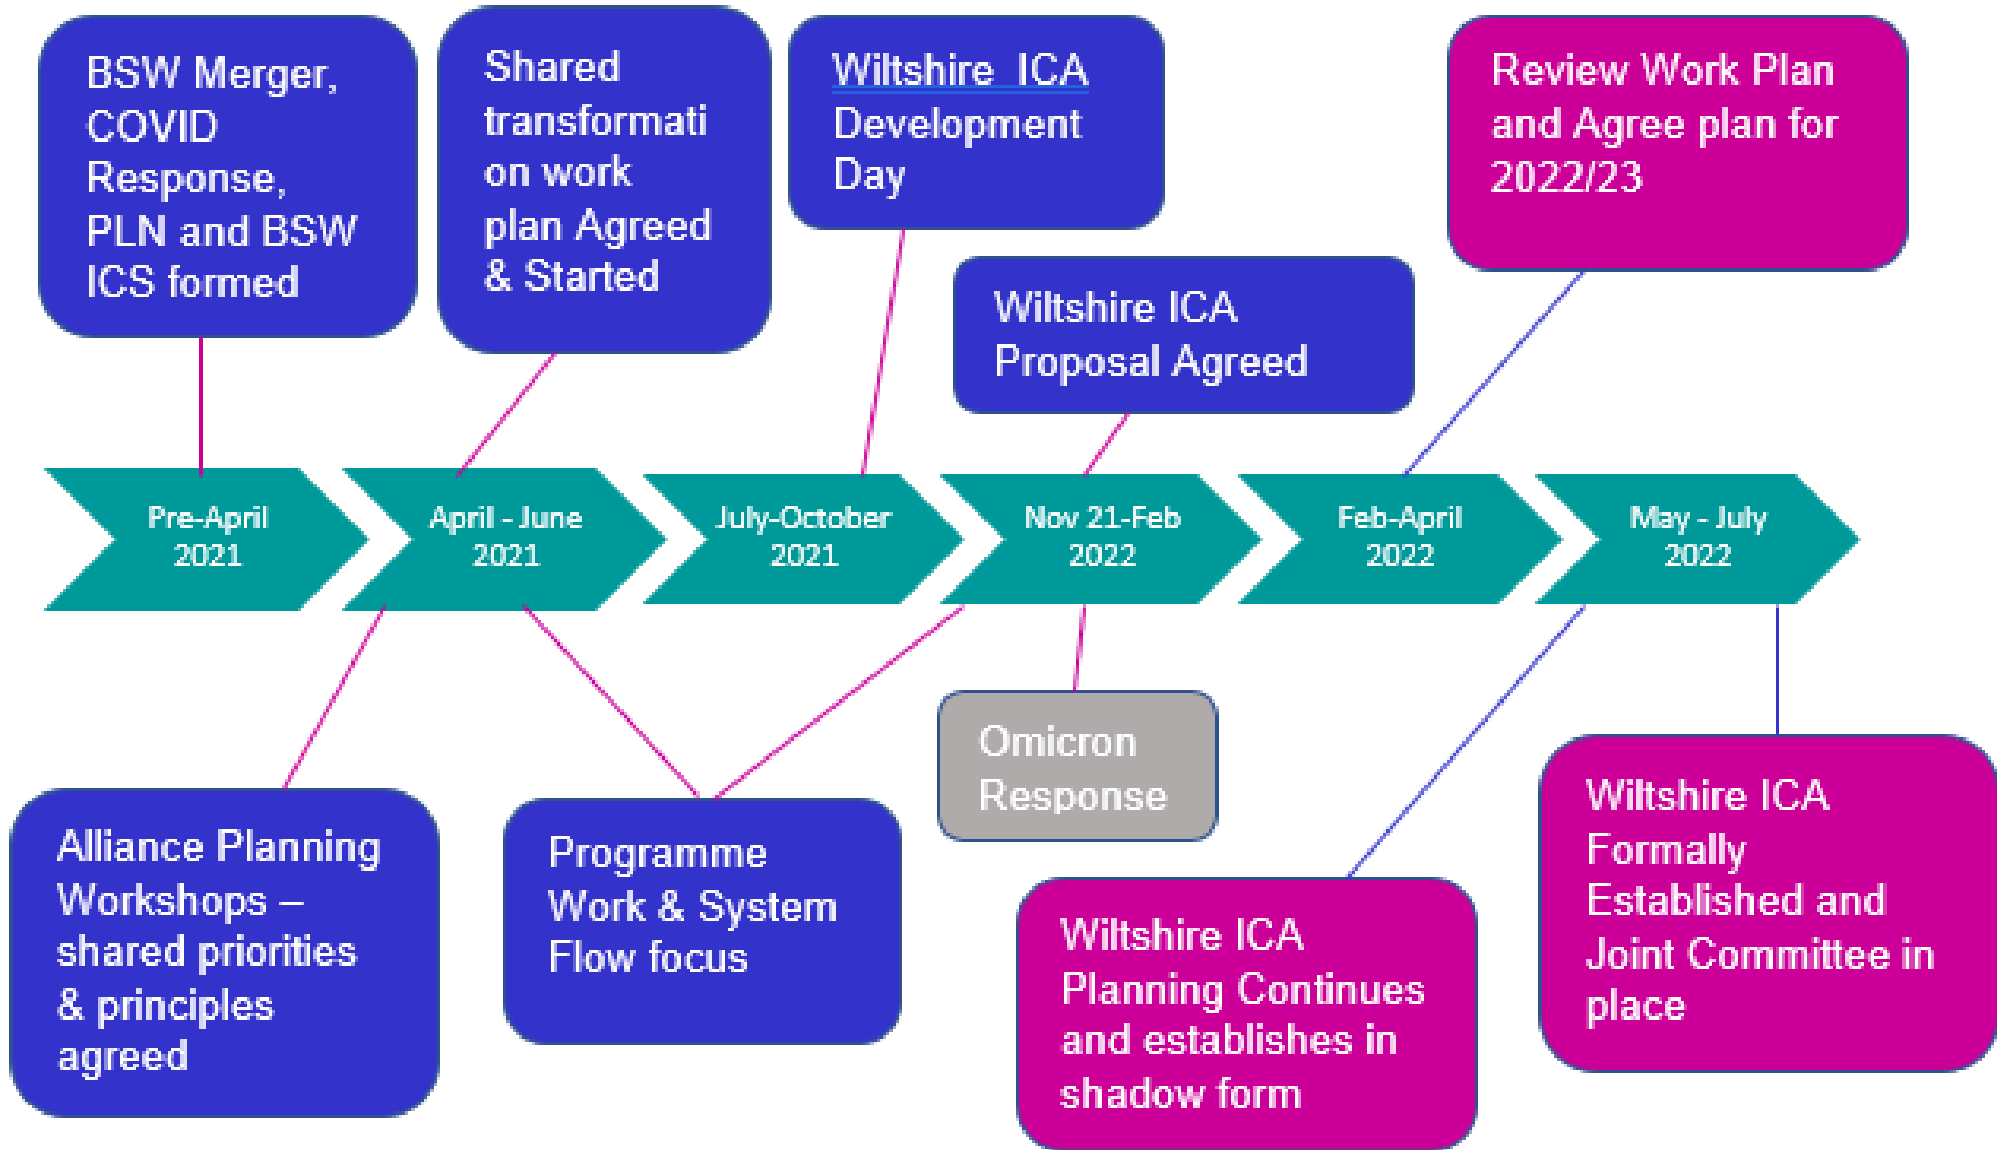 BSW Merger,
COVID
Response,
PLN and BSW
ICS formed
Shared
transformati
on work
plan Agreed
& Started
Wiltshire ICA
Development
Day
Wiltshire ICA
Proposal Agreed
Review Work Plan
and Agree plan for
2022/23
Pre-April
2021
April - June
2021
July-October
2021
Nov 21-Feb
2022
Feb-April
2022
May - July
2022
Alliance Planning
Workshops –
shared priorities
& principles
agreed
Programme
Work & System
Flow focus
Omicron
Response
Wiltshire ICA
Planning Continues
and establishes in
shadow form
Wiltshire ICA
Formally
Established and
Joint Committee in
place